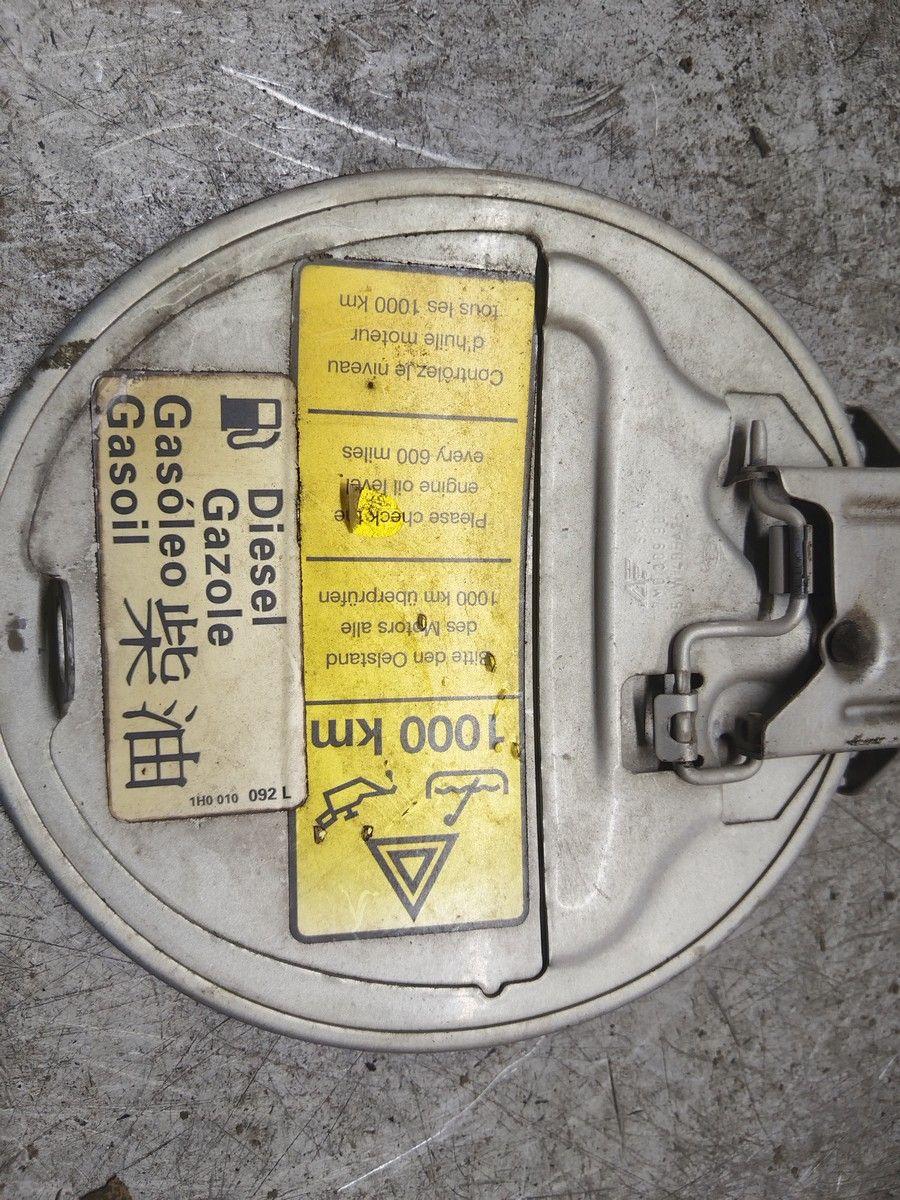 Diesel
Gazole
Gasóleo
Gasoil
柴油
1H0 010 092 L
1000 km
Bitte den Oelstand
des Motors alle
1000 km überprüfen
Please check the
engine oil level
every 600 miles
Contrôlez le niveau
d'huile moteur
tous les 1000 km